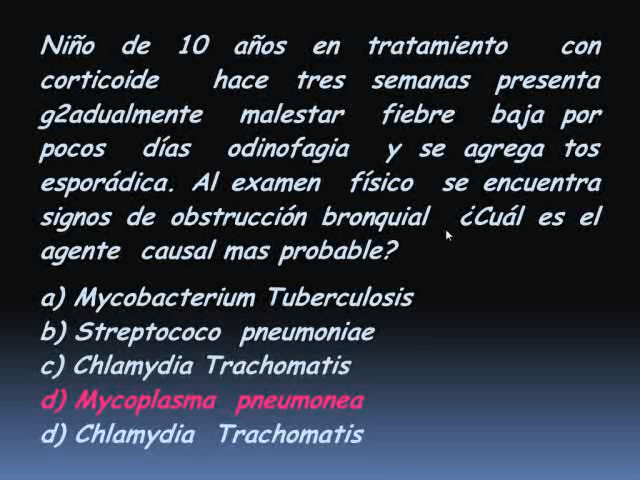 Niño de 10 años en tratamiento con
corticoide hace tres semanas presenta
g2adualmente malestar fiebre baja por
pocos días odinofagia y se agrega tos
esporádica. Al examen físico se encuentra
signos de obstrucción bronquial ¿Cuál es el
agente causal mas probable?
a) Mycobacterium Tuberculosis
b) Streptococo pneumoniae
c) Chlamydia Trachomatis
d) Mycoplasma pneumonea
d) Chlamydia Trachomatis